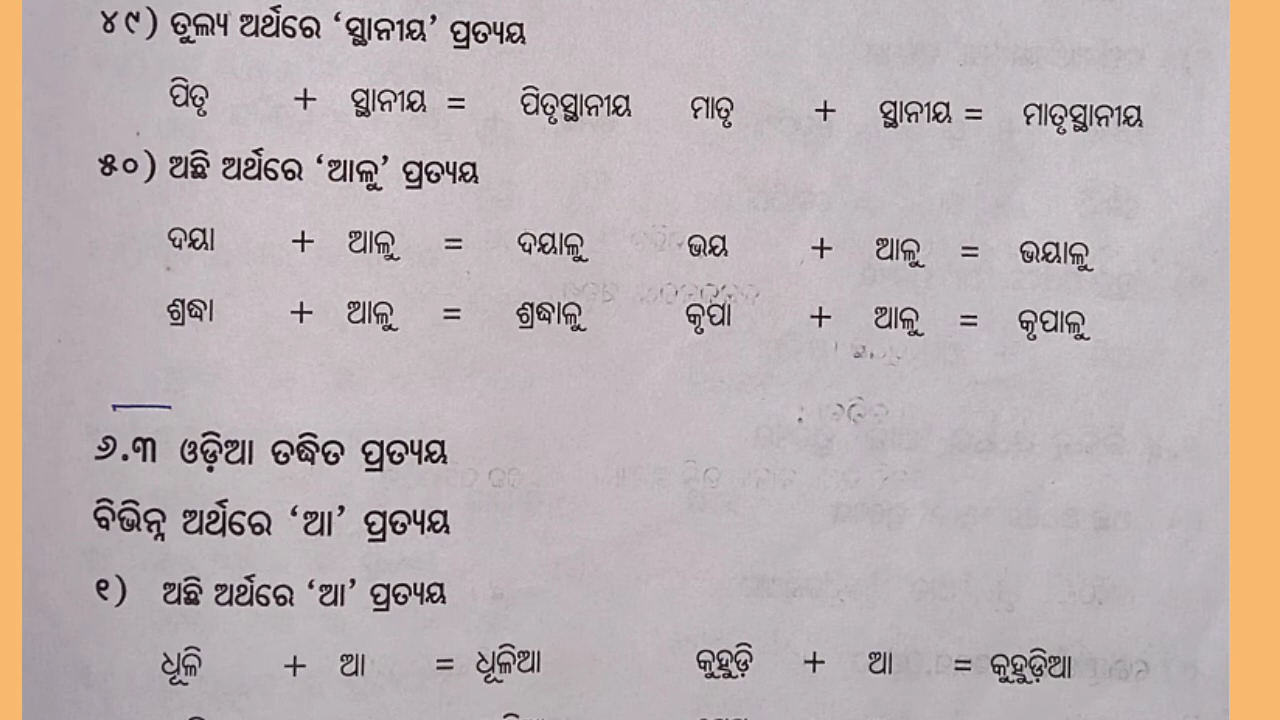 ୪୯) ତୁଲ୍ୟ ଅର୍ଥରେ ‘ସ୍ଥାନୀୟ’ ପ୍ରତ୍ୟୟ
ପିତୃ + ସ୍ଥାନୀୟ = ପିତୃସ୍ଥାନୀୟ ମାତୃ + ସ୍ଥାନୀୟ = ମାତୃସ୍ଥାନୀୟ
୫୦) ଅଛି ଅର୍ଥରେ ‘ଆଳୁ’ ପ୍ରତ୍ୟୟ
ଦୟା + ଆଳୁ = ଦୟାଳୁ ଭୟ + ଆଳୁ = ଭୟାଳୁ
ଶ୍ରଦ୍ଧା + ଆଳୁ = ଶ୍ରଦ୍ଧାଳୁ କୃପା + ଆଳୁ = କୃପାଳୁ
୬.୩ ଓଡ଼ିଆ ତଦ୍ଧିତ ପ୍ରତ୍ୟୟ
ବିଭିନ୍ନ ଅର୍ଥରେ ‘ଆ’ ପ୍ରତ୍ୟୟ
୧) ଅଛି ଅର୍ଥରେ ‘ଆ’ ପ୍ରତ୍ୟୟ
ଧୂଳି + ଆ = ଧୂଳିଆ କୁହୁଡ଼ି + ଆ = କୁହୁଡ଼ିଆ